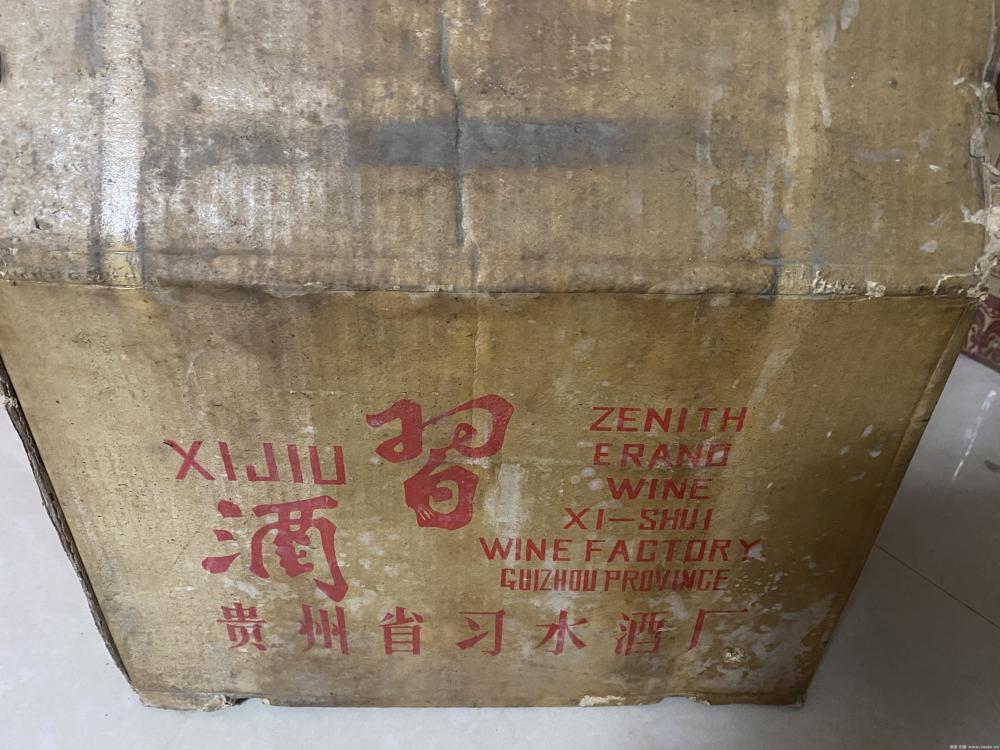 XIJIU
習
酒
ZENITH
ERAND
WINE
XI—SHUI
WINE FACTORY
GUIZHOU PROVINCE
贵州省习水酒厂